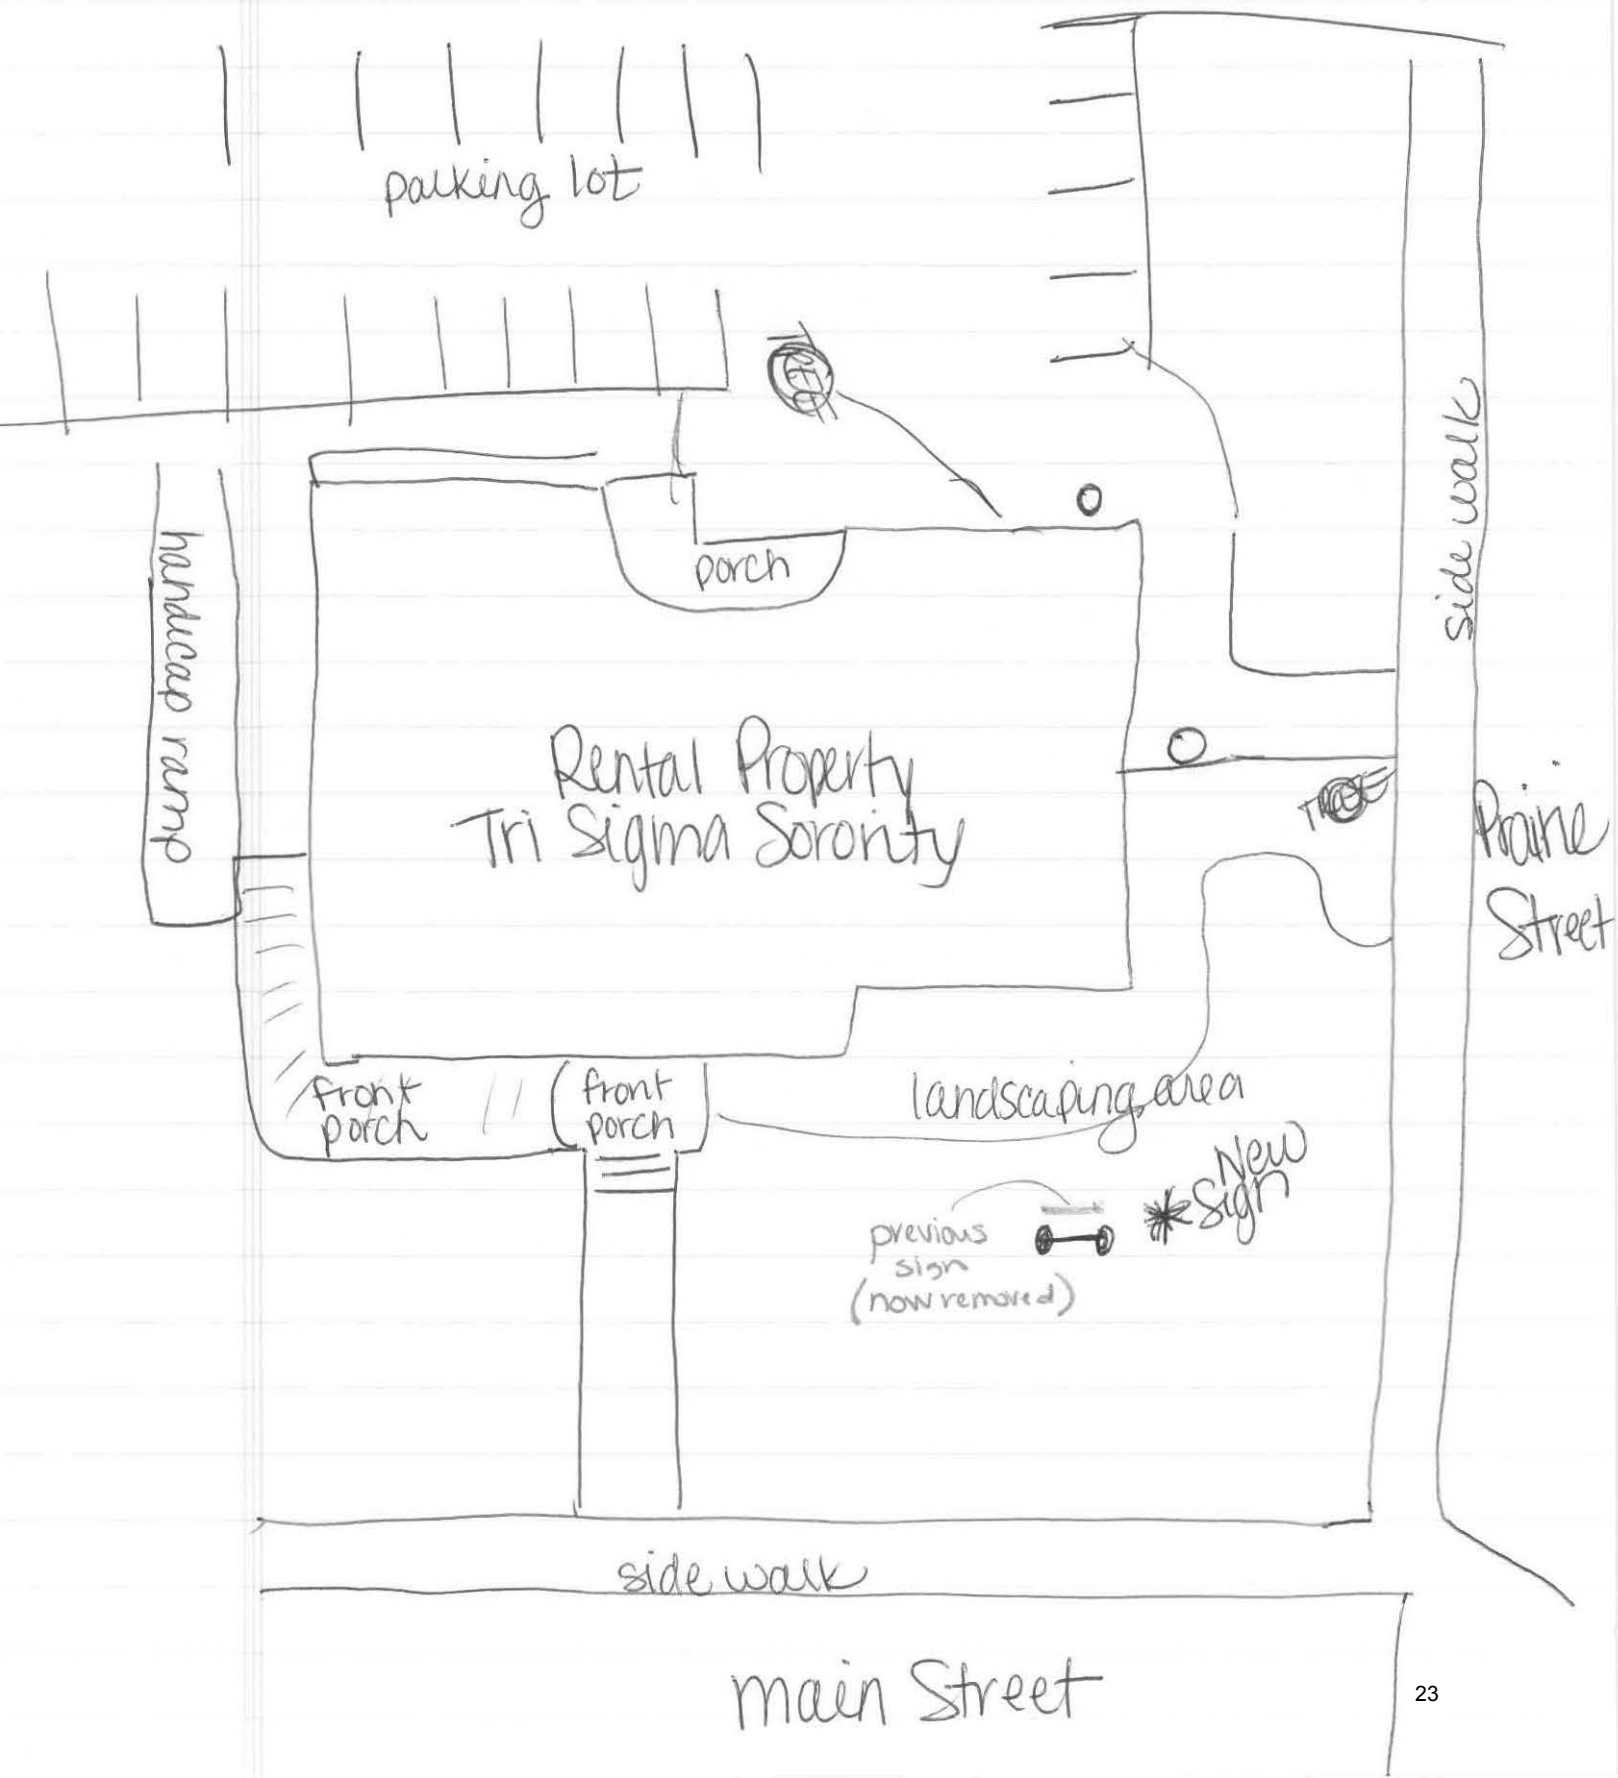 parking lot
TREE
side walk
handicap ramp
porch
Rental Property
Tri Sigma Sorority
TREE
Prairie
Street
front
porch
front
porch
landscaping area
New
Sign
previous
sign
(now removed)
side walk
main Street
23